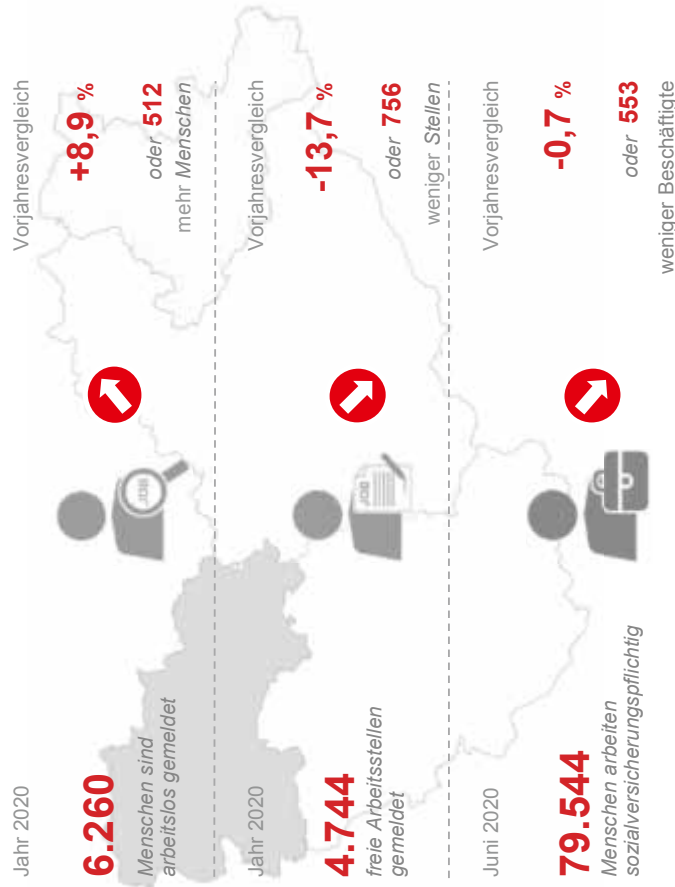 Jahr 2020
6.260
Menschen sind
arbeitslos gemeldet
JOB
Vorjahresvergleich
+8,9 %
oder 512
mehr Menschen
Jahr 2020
4.744
freie Arbeitsstellen
gemeldet
JOB
Vorjahresvergleich
-13,7 %
oder 756
weniger Stellen
Juni 2020
79.544
Menschen arbeiten
sozialversicherungspflichtig
Vorjahresvergleich
-0,7 %
oder 553
weniger Beschäftigte